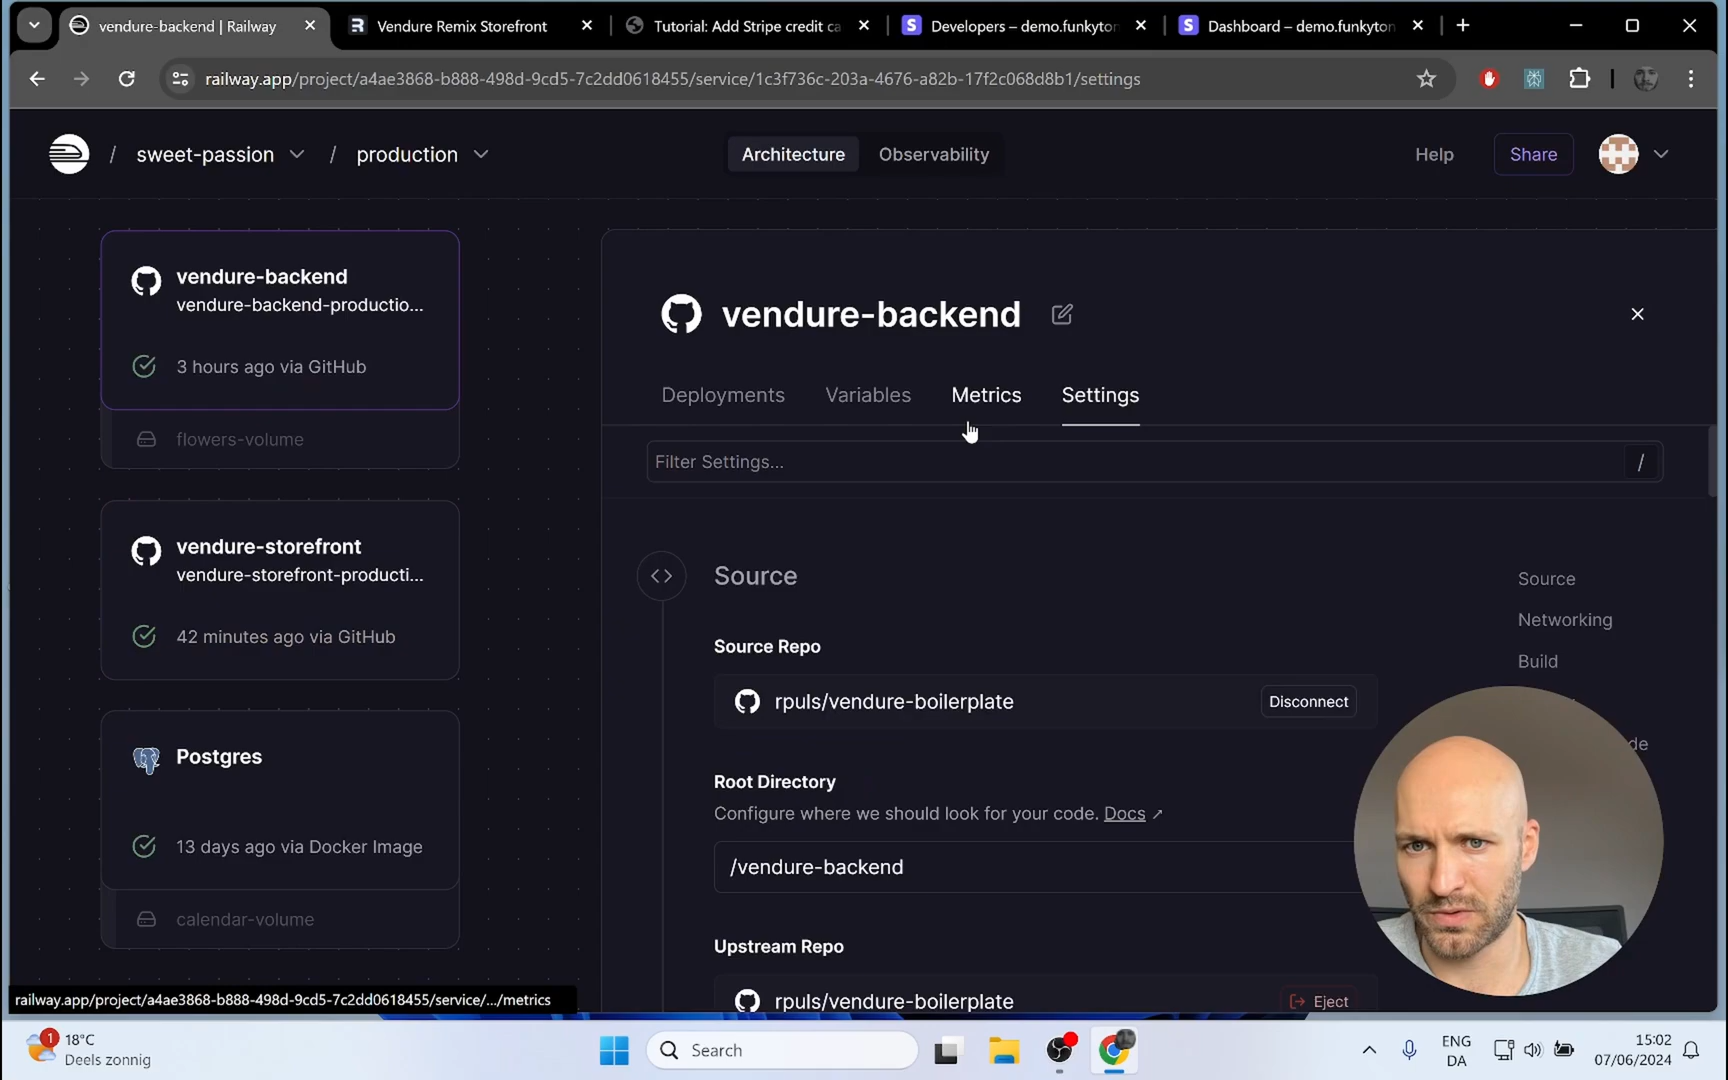 vendure-backend | Railway
Vendure Remix Storefront
Tutorial: Add Stripe credit ca
Developers – demo.funkyton
Dashboard – demo.funkyton
railway.app/project/a4ae3868-b888-498d-9cd5-7c2dd0618455/service/1c3f736c-203a-4676-a82b-17f2c068d8b1/settings
/ sweet-passion / production
Architecture
Observability
Help
Share
vendure-backend
vendure-backend-productio...
3 hours ago via GitHub
flowers-volume
vendure-storefront
vendure-storefront-producti...
42 minutes ago via GitHub
Postgres
13 days ago via Docker Image
calendar-volume
vendure-backend
Deployments
Variables
Metrics
Settings
Filter Settings...
/
Source
Source Repo
rpuls/vendure-boilerplate
Disconnect
Root Directory
Configure where we should look for your code. Docs ↗
/vendure-backend
Upstream Repo
rpuls/vendure-boilerplate
Eject
Source
Networking
Build
de
railway.app/project/a4ae3868-b888-498d-9cd5-7c2dd0618455/service/.../metrics
1
18°C
Deels zonnig
Search
ENG
DA
15:02
07/06/2024